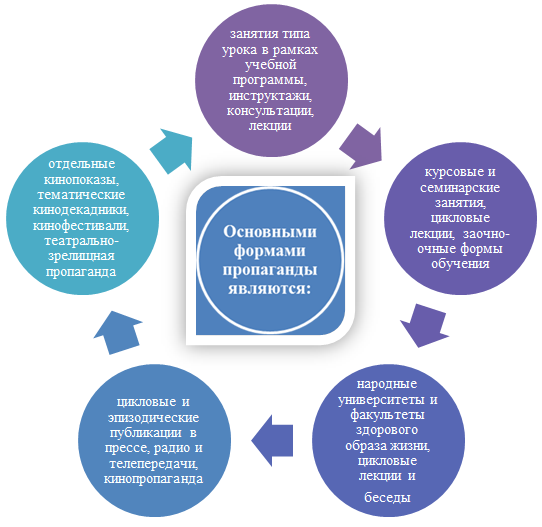 занятия типа
урока в рамках
учебной
программы,
инструктажи,
консультации,
лекции
курсовые и
семинарские
занятия,
цикловые
лекции, заочно-
очные формы
обучения
народные
университеты и
факультеты
здорового
образа жизни,
цикловые
лекции и
беседы
цикловые и
эпизодические
публикации в
прессе, радио и
телепередачи,
кинопропаганда
отдельные
кинопоказы,
тематические
кинодекадники,
кинофестивали,
театрально-
зрелищная
пропаганда
Основными
формами
пропаганды
являются: